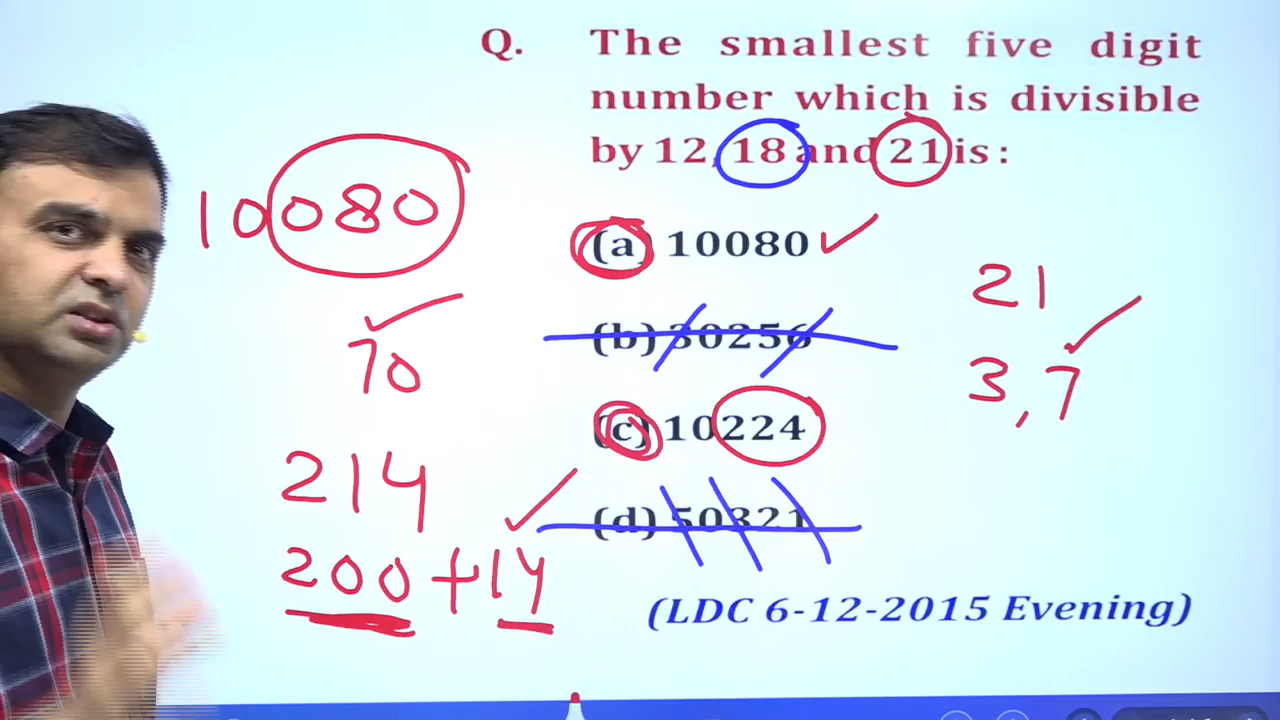 Q. The smallest five digit
number which is divisible
by 12, 18 and 21 is :
(a) 10080
(b) 30256
(c) 10224
(d) 50321
(LDC 6-12-2015 Evening)
10080
70
214
200 + 14
21
3, 7